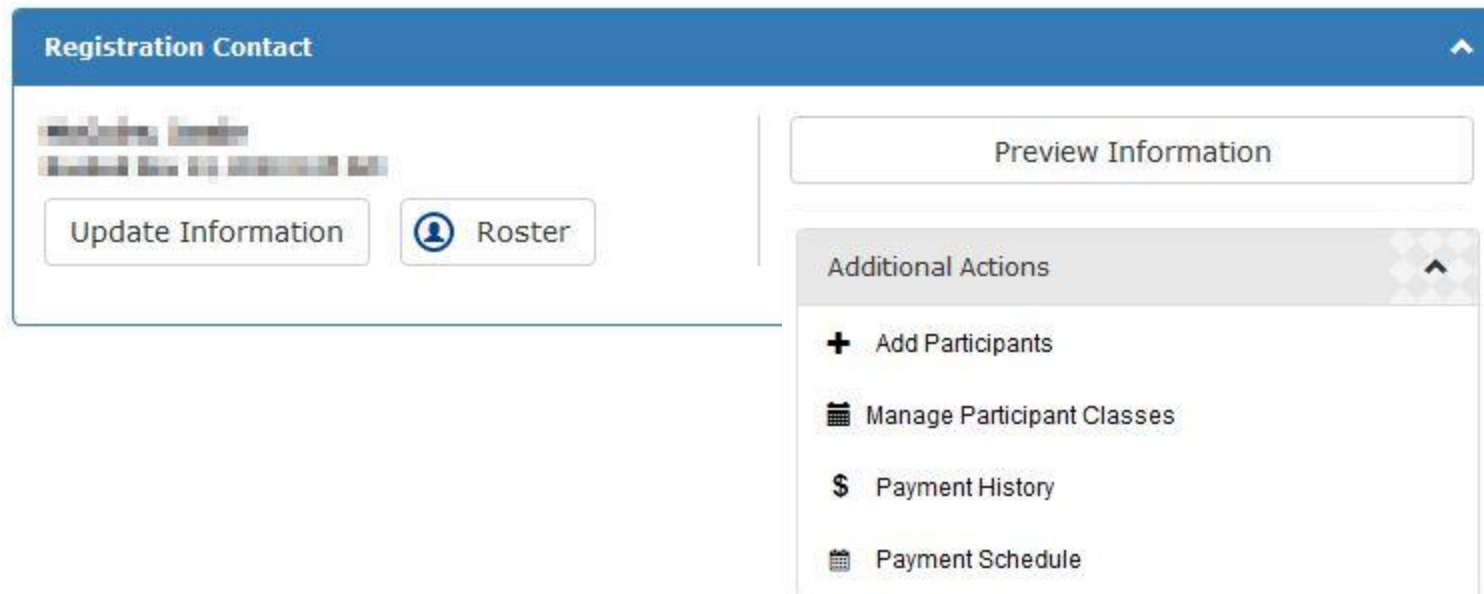 Registration Contact
Update Information
Roster
Preview Information
Additional Actions
Add Participants
Manage Participant Classes
$ Payment History
Payment Schedule